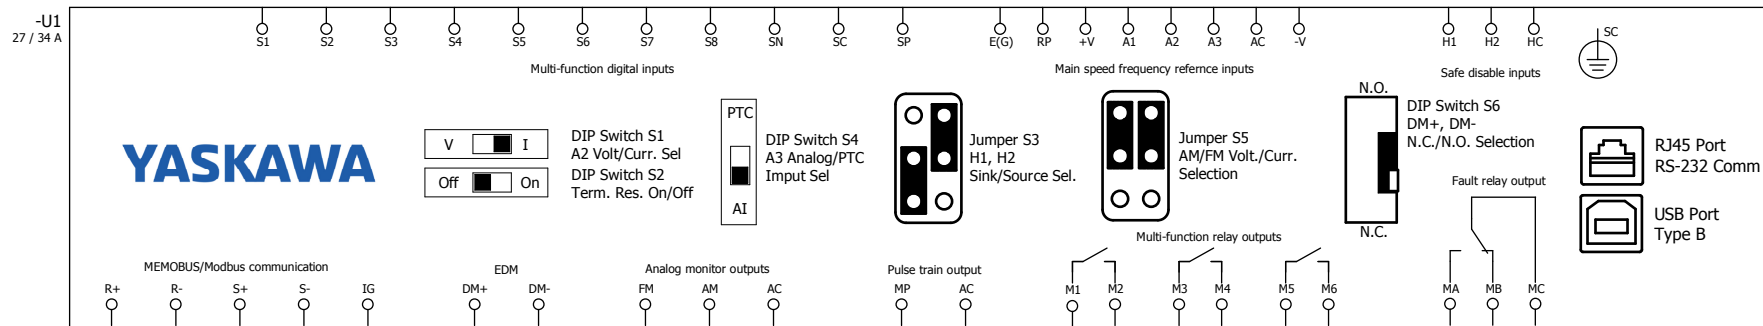 -U1
27 / 34 A
S1 S2 S3 S4 S5 S6 S7 S8 SN SC SP E(G) RP +V A1 A2 A3 AC -V H1 H2 HC SC
Multi-function digital inputs
Main speed frequency refernce inputs
Safe disable inputs
YASKAWA
V I
DIP Switch S1
A2 Volt/Curr. Sel
Off On
DIP Switch S2
Term. Res. On/Off
PTC
AI
DIP Switch S4
A3 Analog/PTC
Imput Sel
Jumper S3
H1, H2
Sink/Source Sel.
Jumper S5
AM/FM Volt./Curr.
Selection
N.O.
N.C.
DIP Switch S6
DM+, DM-
N.C./N.O. Selection
Fault relay output
RJ45 Port
RS-232 Comm
USB Port
Type B
MEMOBUS/Modbus communication
EDM
Analog monitor outputs
Pulse train output
Multi-function relay outputs
R+ R- S+ S- IG DM+ DM- FM AM AC MP AC M1 M2 M3 M4 M5 M6 MA MB MC